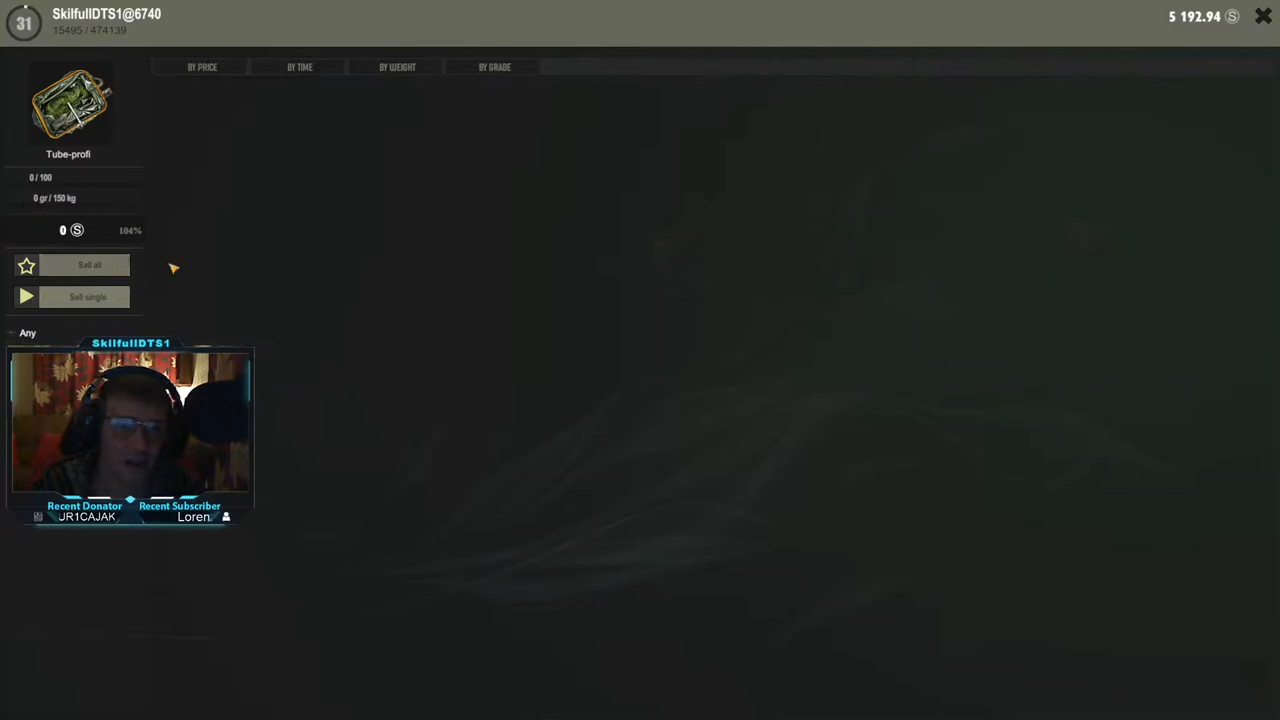 31
SkilfullDTS1@6740
15495 / 474139
5 192.94 S
BY PRICE
BY TIME
BY WEIGHT
BY GRADE
Tube-profi
0 / 100
0 gr / 150 kg
0 S
104%
Sell all
Sell single
Any
SkilfullDTS1
Recent Donator
Recent Subscriber
JR1CAJAK
Loren.